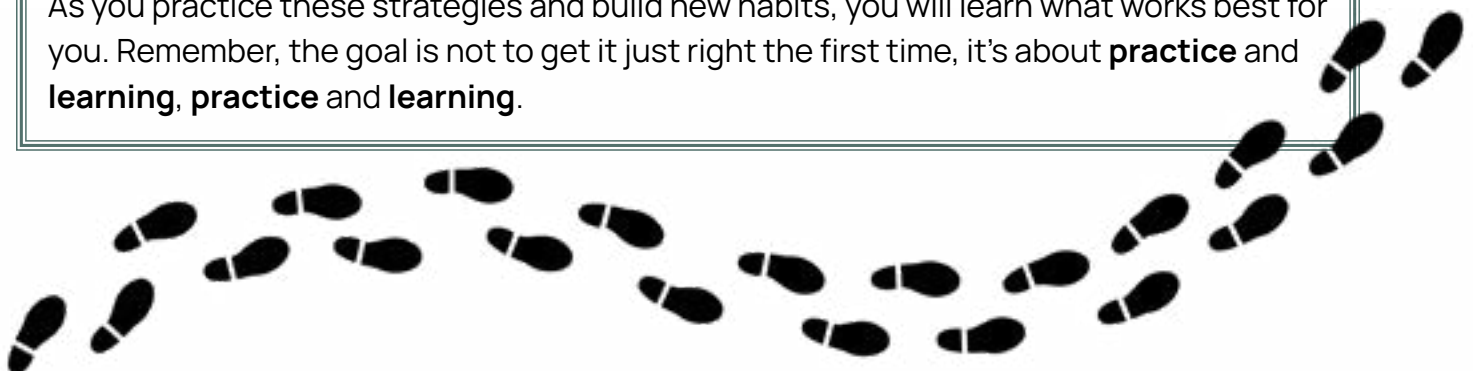 As you practice these strategies and build new habits, you will learn what works best for
you. Remember, the goal is not to get it just right the first time, it's about practice and
learning, practice and learning.